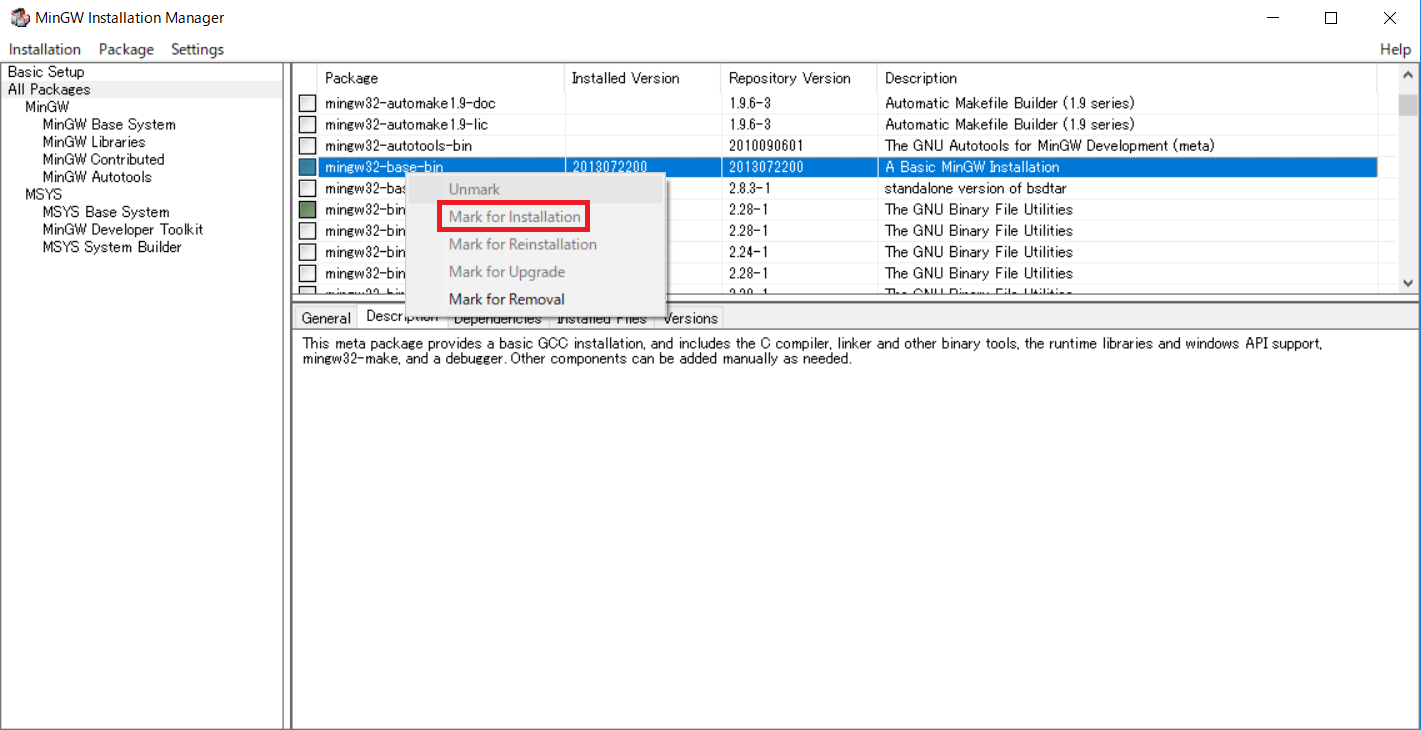 MinGW Installation Manager
Installation Package Settings Help
Basic Setup
All Packages
MinGW
MinGW Base System
MinGW Libraries
MinGW Contributed
MinGW Autotools
MSYS
MSYS Base System
MinGW Developer Toolkit
MSYS System Builder
Package Installed Version Repository Version Description
mingw32-automake1.9-doc 1.9.6-3 Automatic Makefile Builder (1.9 series)
mingw32-automake1.9-lic 1.9.6-3 Automatic Makefile Builder (1.9 series)
mingw32-autotools-bin 2010090601 The GNU Autotools for MinGW Development (meta)
mingw32-base-bin 2013072200 2013072200 A Basic MinGW Installation
mingw32-bas 2.8.3-1 standalone version of bsdtar
mingw32-bin 2.28-1 The GNU Binary File Utilities
mingw32-bin 2.28-1 The GNU Binary File Utilities
mingw32-bin 2.24-1 The GNU Binary File Utilities
mingw32-bin 2.28-1 The GNU Binary File Utilities
Unmark
Mark for Installation
Mark for Reinstallation
Mark for Upgrade
Mark for Removal
General Description Dependencies Installed Files Versions
This meta package provides a basic GCC installation, and includes the C compiler, linker and other binary tools, the runtime libraries and windows API support,
mingw32-make, and a debugger. Other components can be added manually as needed.